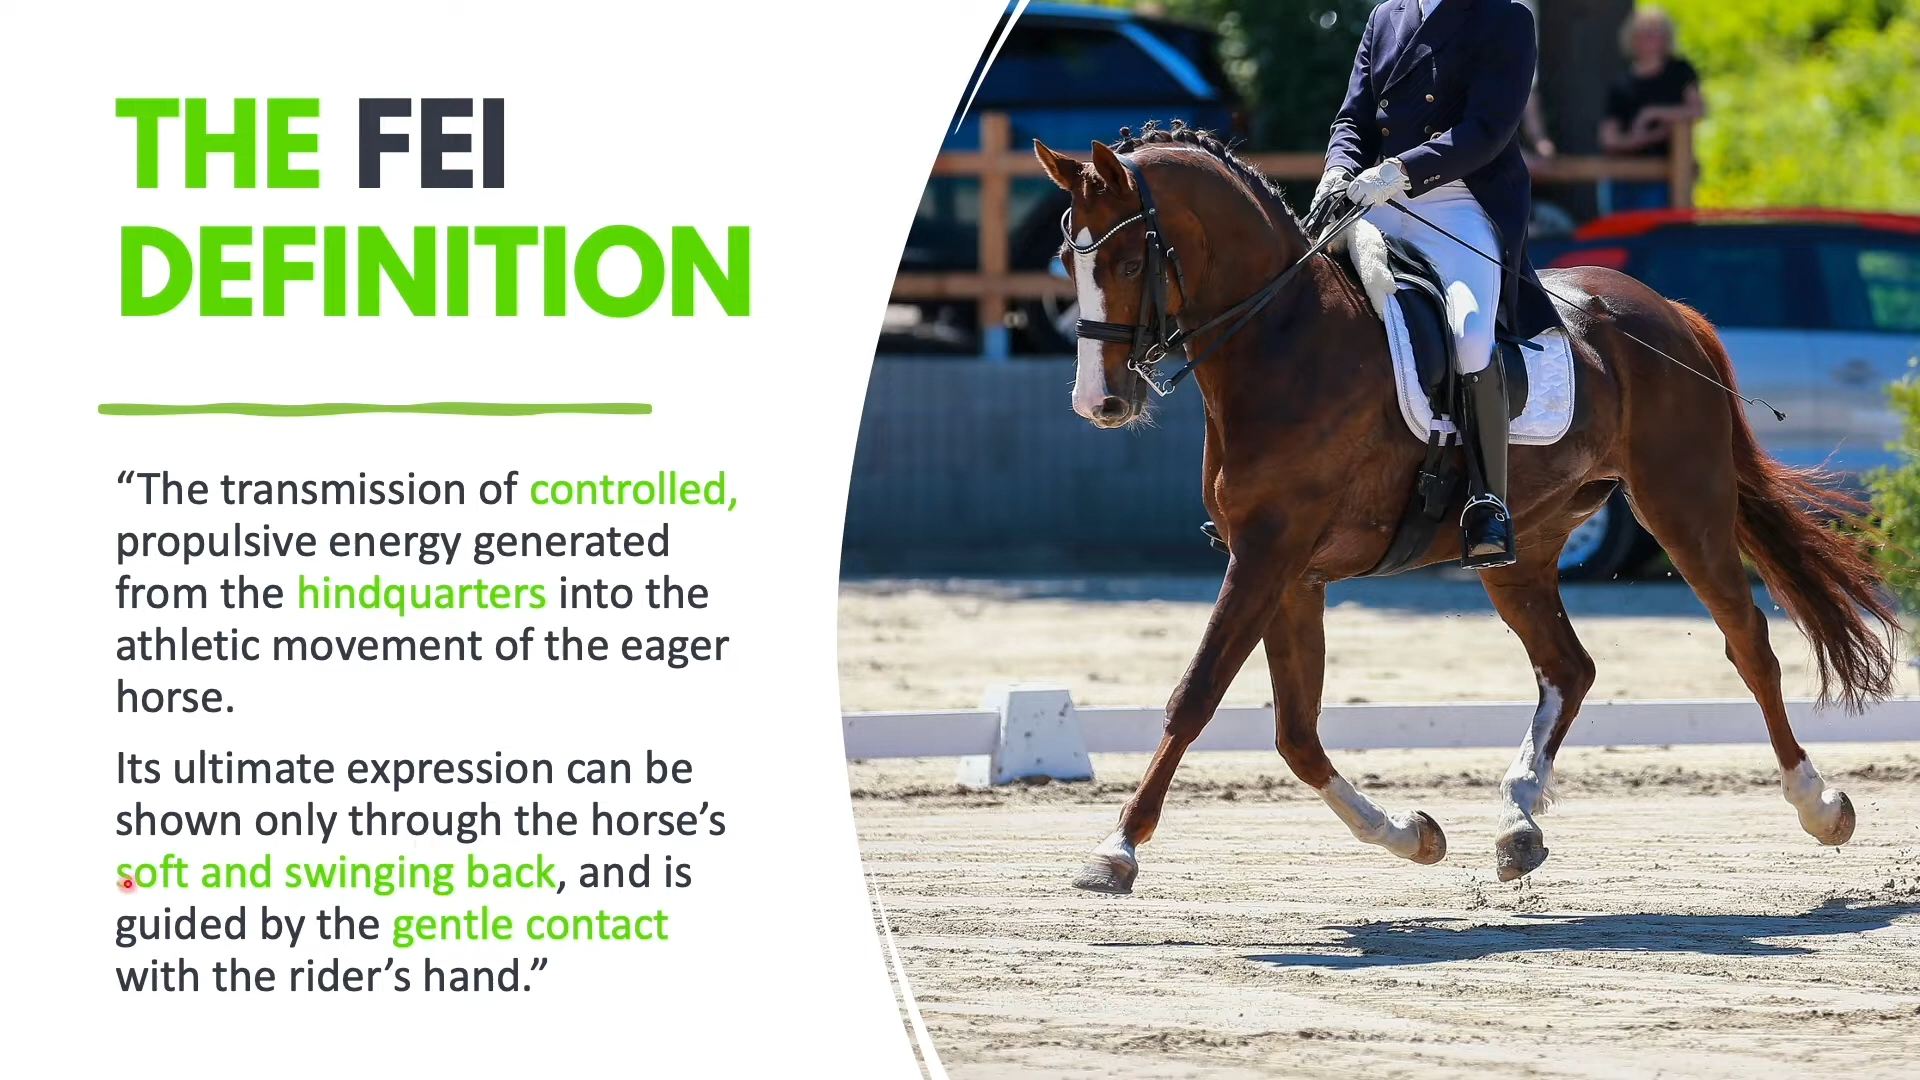 THE FEI
DEFINITION
“The transmission of controlled,
propulsive energy generated
from the hindquarters into the
athletic movement of the eager
horse.
Its ultimate expression can be
shown only through the horse’s
soft and swinging back, and is
guided by the gentle contact
with the rider’s hand.”